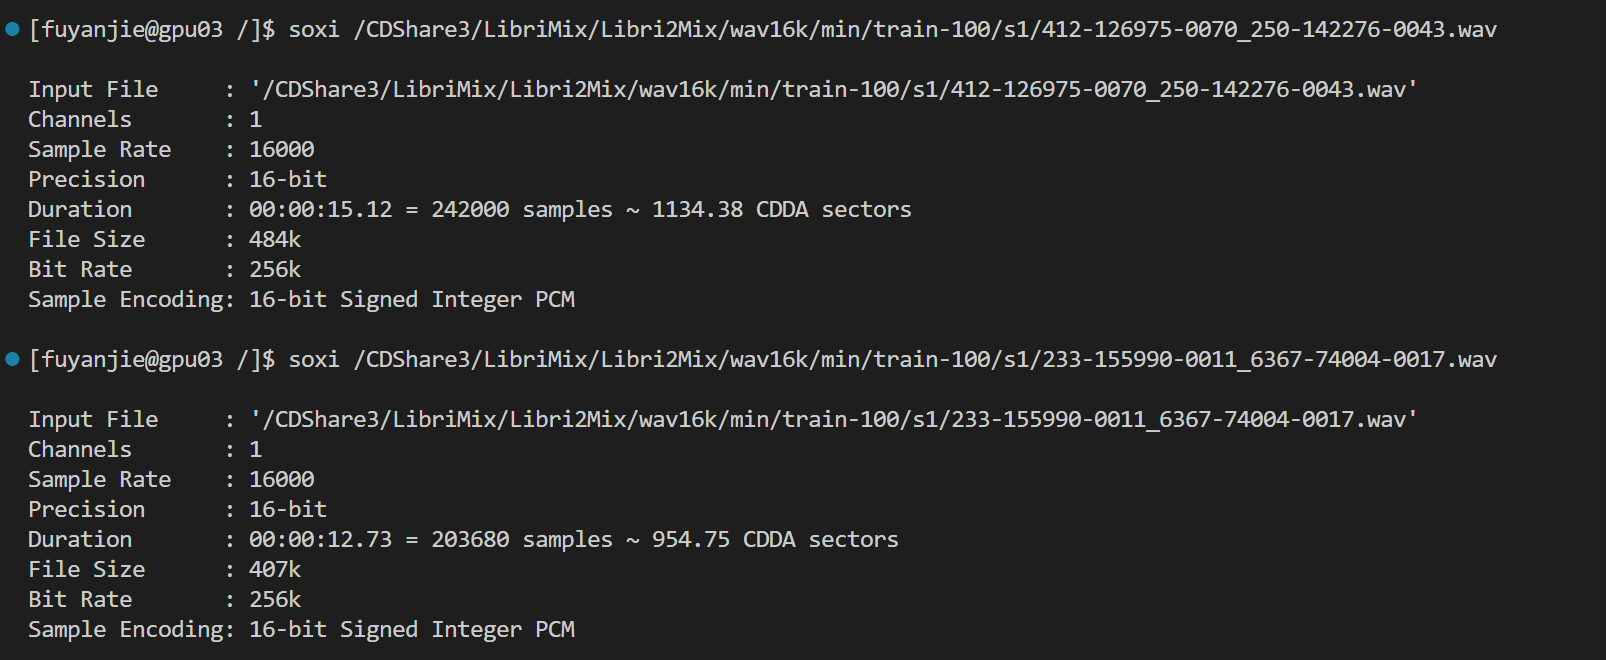 [fuyanjie@gpu03 /]$ soxi /CDShare3/LibriMix/Libri2Mix/wav16k/min/train-100/s1/412-126975-0070_250-142276-0043.wav
Input File     : '/CDShare3/LibriMix/Libri2Mix/wav16k/min/train-100/s1/412-126975-0070_250-142276-0043.wav'
Channels       : 1
Sample Rate    : 16000
Precision      : 16-bit
Duration       : 00:00:15.12 = 242000 samples ~ 1134.38 CDDA sectors
File Size      : 484k
Bit Rate       : 256k
Sample Encoding: 16-bit Signed Integer PCM
[fuyanjie@gpu03 /]$ soxi /CDShare3/LibriMix/Libri2Mix/wav16k/min/train-100/s1/233-155990-0011_6367-74004-0017.wav
Input File     : '/CDShare3/LibriMix/Libri2Mix/wav16k/min/train-100/s1/233-155990-0011_6367-74004-0017.wav'
Channels       : 1
Sample Rate    : 16000
Precision      : 16-bit
Duration       : 00:00:12.73 = 203680 samples ~ 954.75 CDDA sectors
File Size      : 407k
Bit Rate       : 256k
Sample Encoding: 16-bit Signed Integer PCM